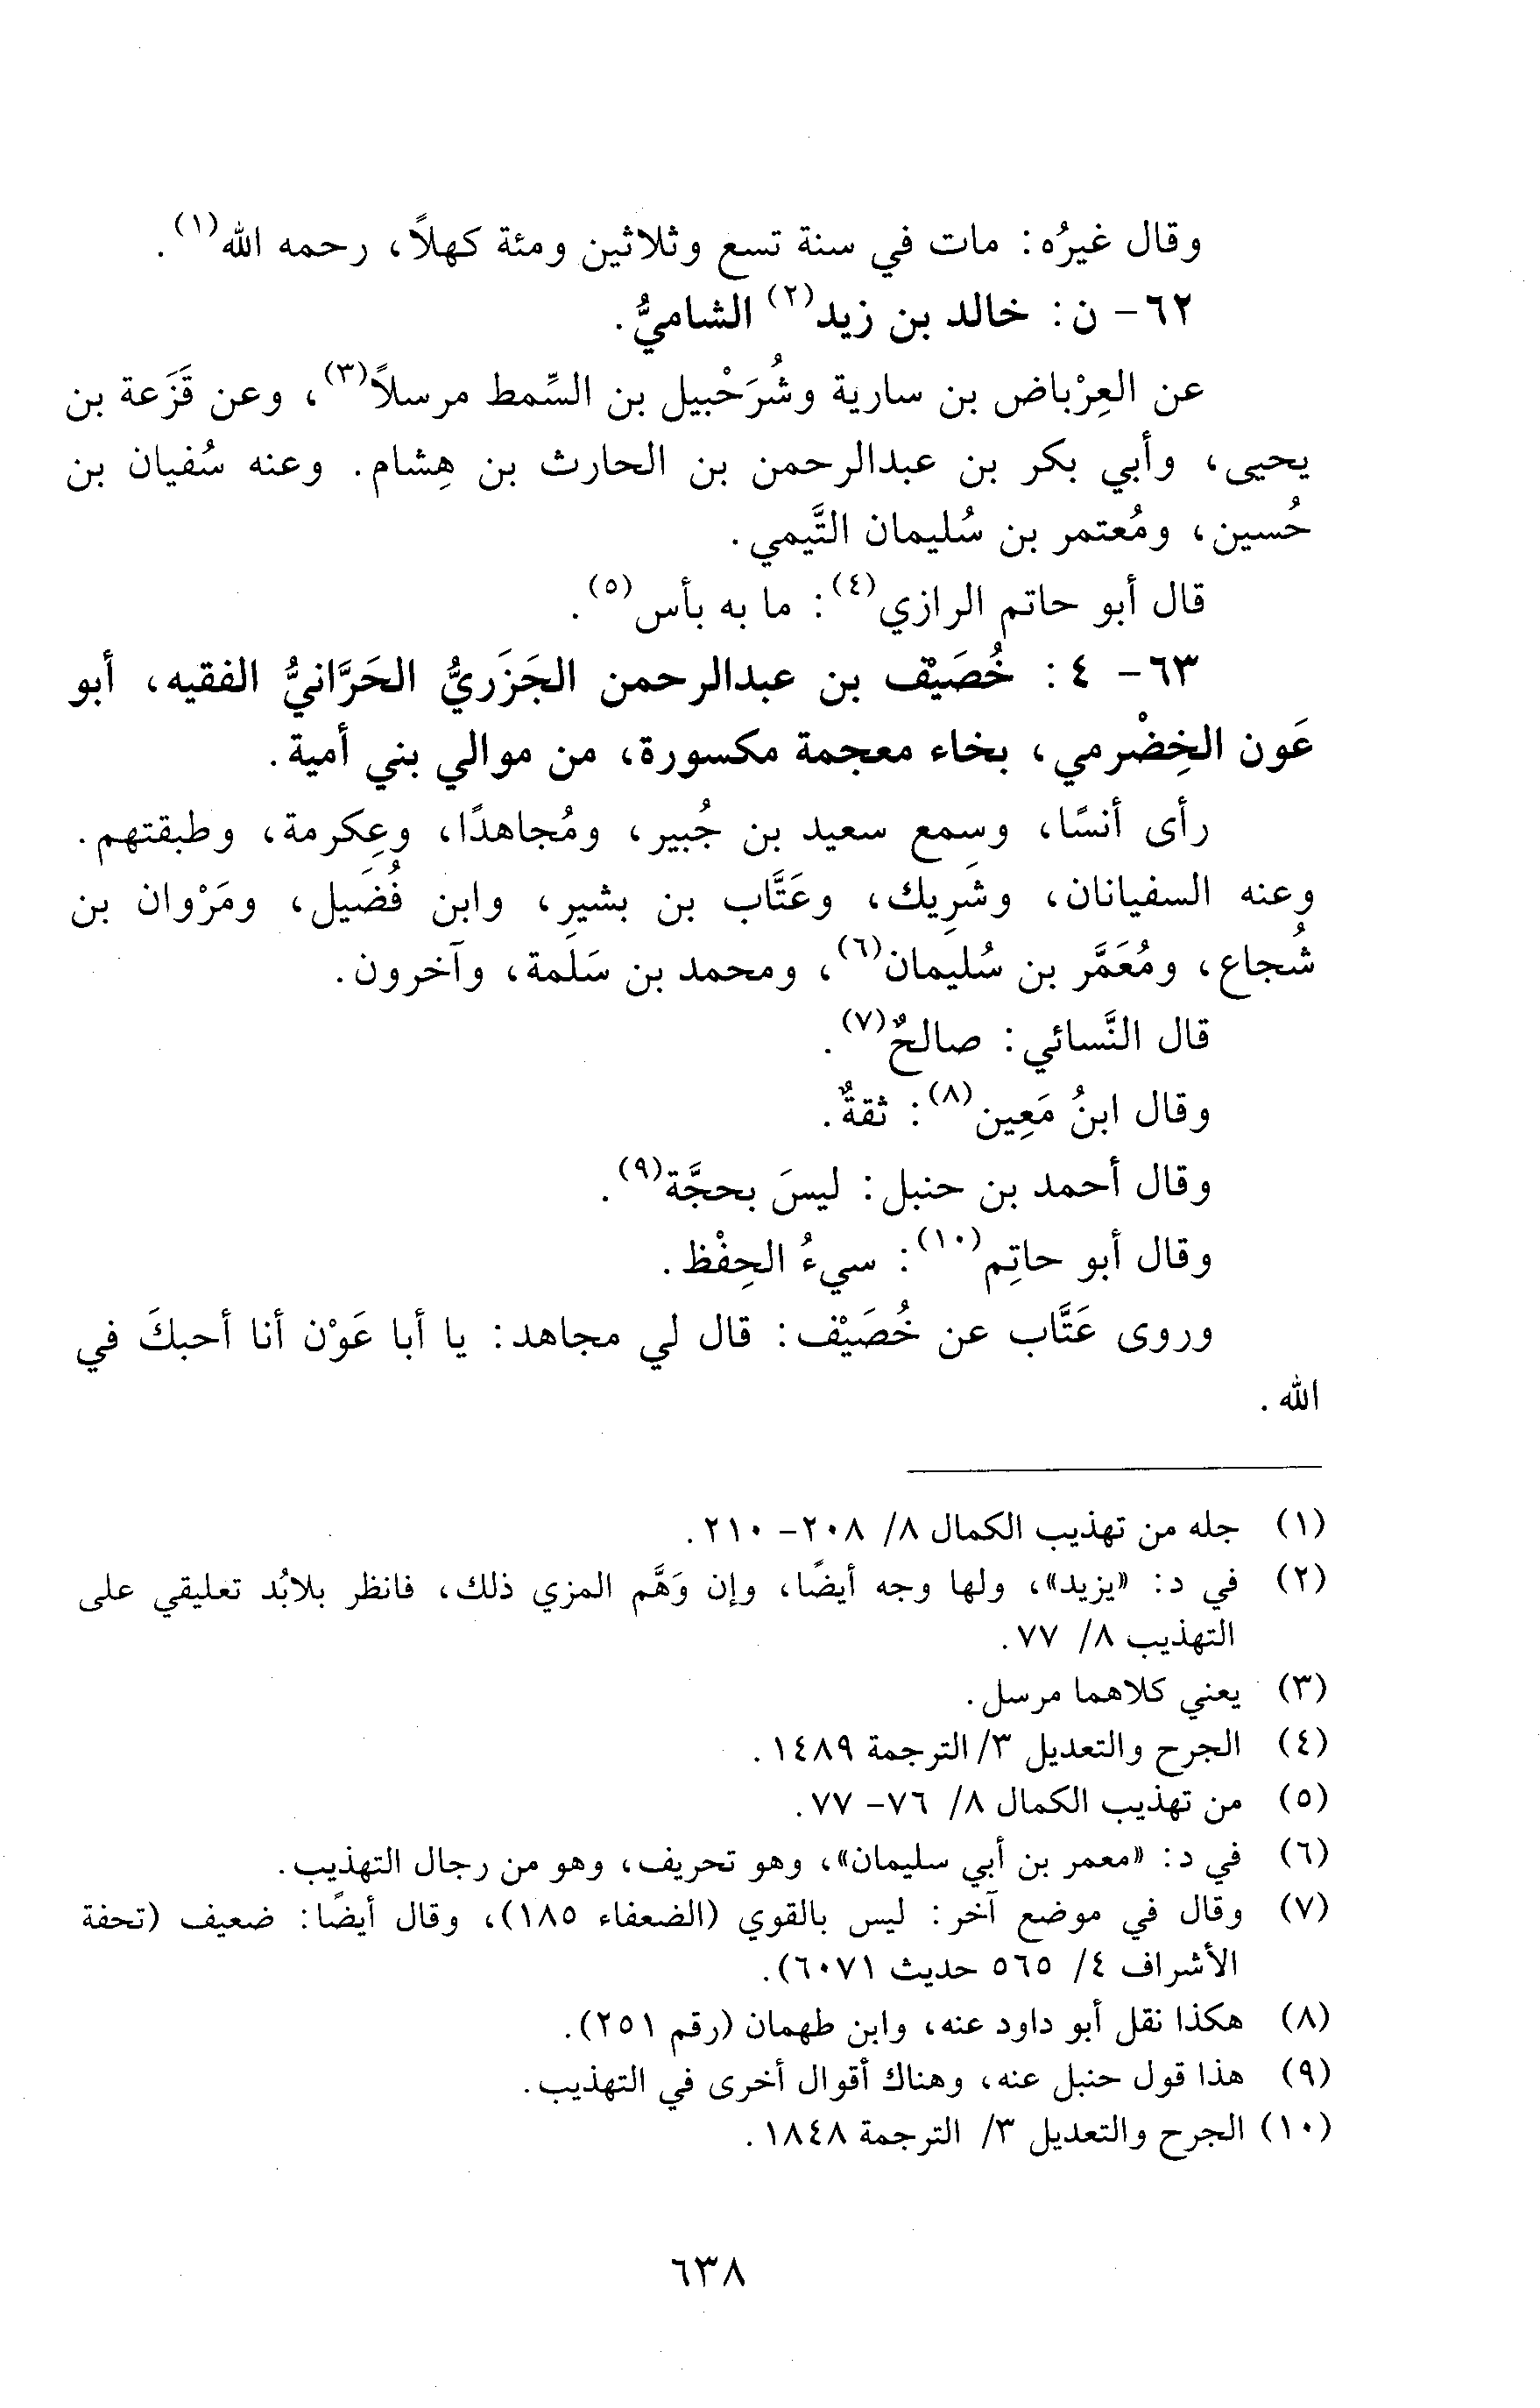 وقال غيرُه: مات في سنة تسع وثلاثين ومئة كهلاً، رحمه الله(١).
٦٢- ن: خالد بن زيد(٢) الشاميُّ.
عن العِرْباض بن سارية وشُرَحْبيل بن السِّمط مرسلاً(٣)، وعن قَزَعة بن
يحيى، وأبي بكر بن عبدالرحمن بن الحارث بن هِشام. وعنه سُفيان بن
حُسين، ومُعتمر بن سُليمان التَّيمي.
قال أبو حاتم الرازي(٤): ما به بأس(٥).
٦٣- ٤: خُصَيْف بن عبدالرحمن الجَزَريُّ الحَرَّانيُّ الفقيه، أبو
عَون الخِضْرمي، بخاء معجمة مكسورة، من موالي بني أمية.
رأى أنسًا، وسمع سعيد بن جُبير، ومُجاهدًا، وعِكرمة، وطبقتهم.
وعنه السفيانان، وشَرِيك، وعَتَّاب بن بشير، وابن فُضَيل، ومَرْوان بن
شُجاع، ومُعَمَّر بن سُليمان(٦)، ومحمد بن سَلَمة، وآخرون.
قال النَّسائي: صالحٌ(٧).
وقال ابنُ مَعِين(٨): ثقةٌ.
وقال أحمد بن حنبل: ليسَ بحجَّة(٩).
وقال أبو حاتِم(١٠): سيءُ الحِفْظ.
وروى عَتَّاب عن خُصَيْف: قال لي مجاهد: يا أبا عَوْن أنا أحبكَ في
الله.
(١) جله من تهذيب الكمال ٨/ ٢٠٨- ٢١٠.
(٢) في د: «يزيد»، ولها وجه أيضًا، وإن وَهَّم المزي ذلك، فانظر بلابُد تعليقي على
التهذيب ٨/ ٧٧.
(٣) يعني كلاهما مرسل.
(٤) الجرح والتعديل ٣/ الترجمة ١٤٨٩.
(٥) من تهذيب الكمال ٨/ ٧٦- ٧٧.
(٦) في د: «معمر بن أبي سليمان»، وهو تحريف، وهو من رجال التهذيب.
(٧) وقال في موضع آخر: ليس بالقوي (الضعفاء ١٨٥)، وقال أيضًا: ضعيف (تحفة
الأشراف ٤/ ٥٦٥ حديث ٦٠٧١).
(٨) هكذا نقل أبو داود عنه، وابن طهمان (رقم ٢٥١).
(٩) هذا قول حنبل عنه، وهناك أقوال أخرى في التهذيب.
(١٠) الجرح والتعديل ٣/ الترجمة ١٨٤٨.
٦٣٨